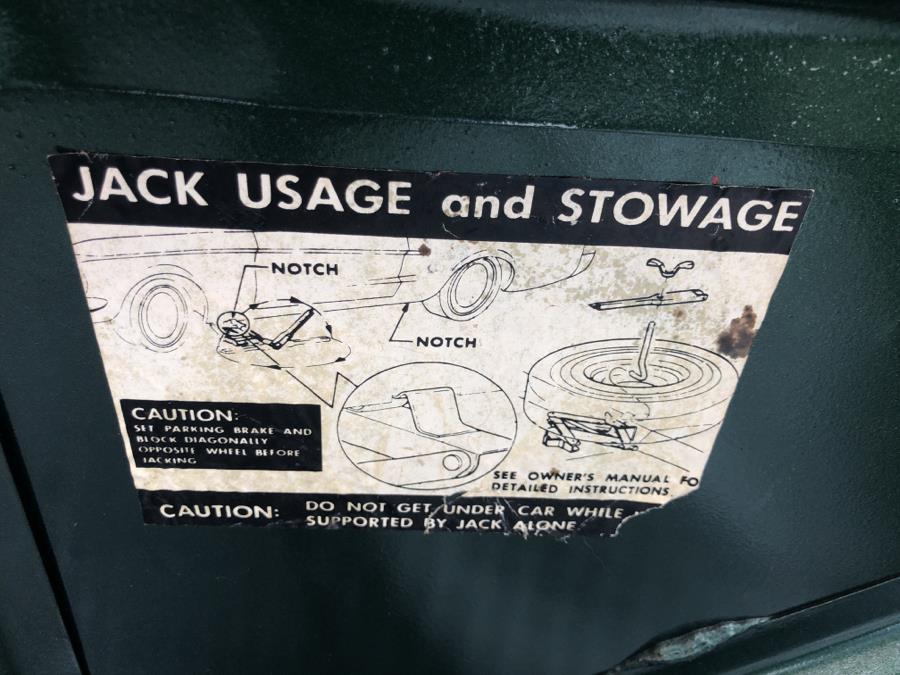 JACK USAGE and STOWAGE
NOTCH
NOTCH
CAUTION:
SET PARKING BRAKE AND
BLOCK DIAGONALLY
OPPOSITE WHEEL BEFORE
JACKING
SEE OWNER'S MANUAL FO
DETAILED INSTRUCTIONS.
CAUTION: DO NOT GET UNDER CAR WHILE
SUPPORTED BY JACK ALONE